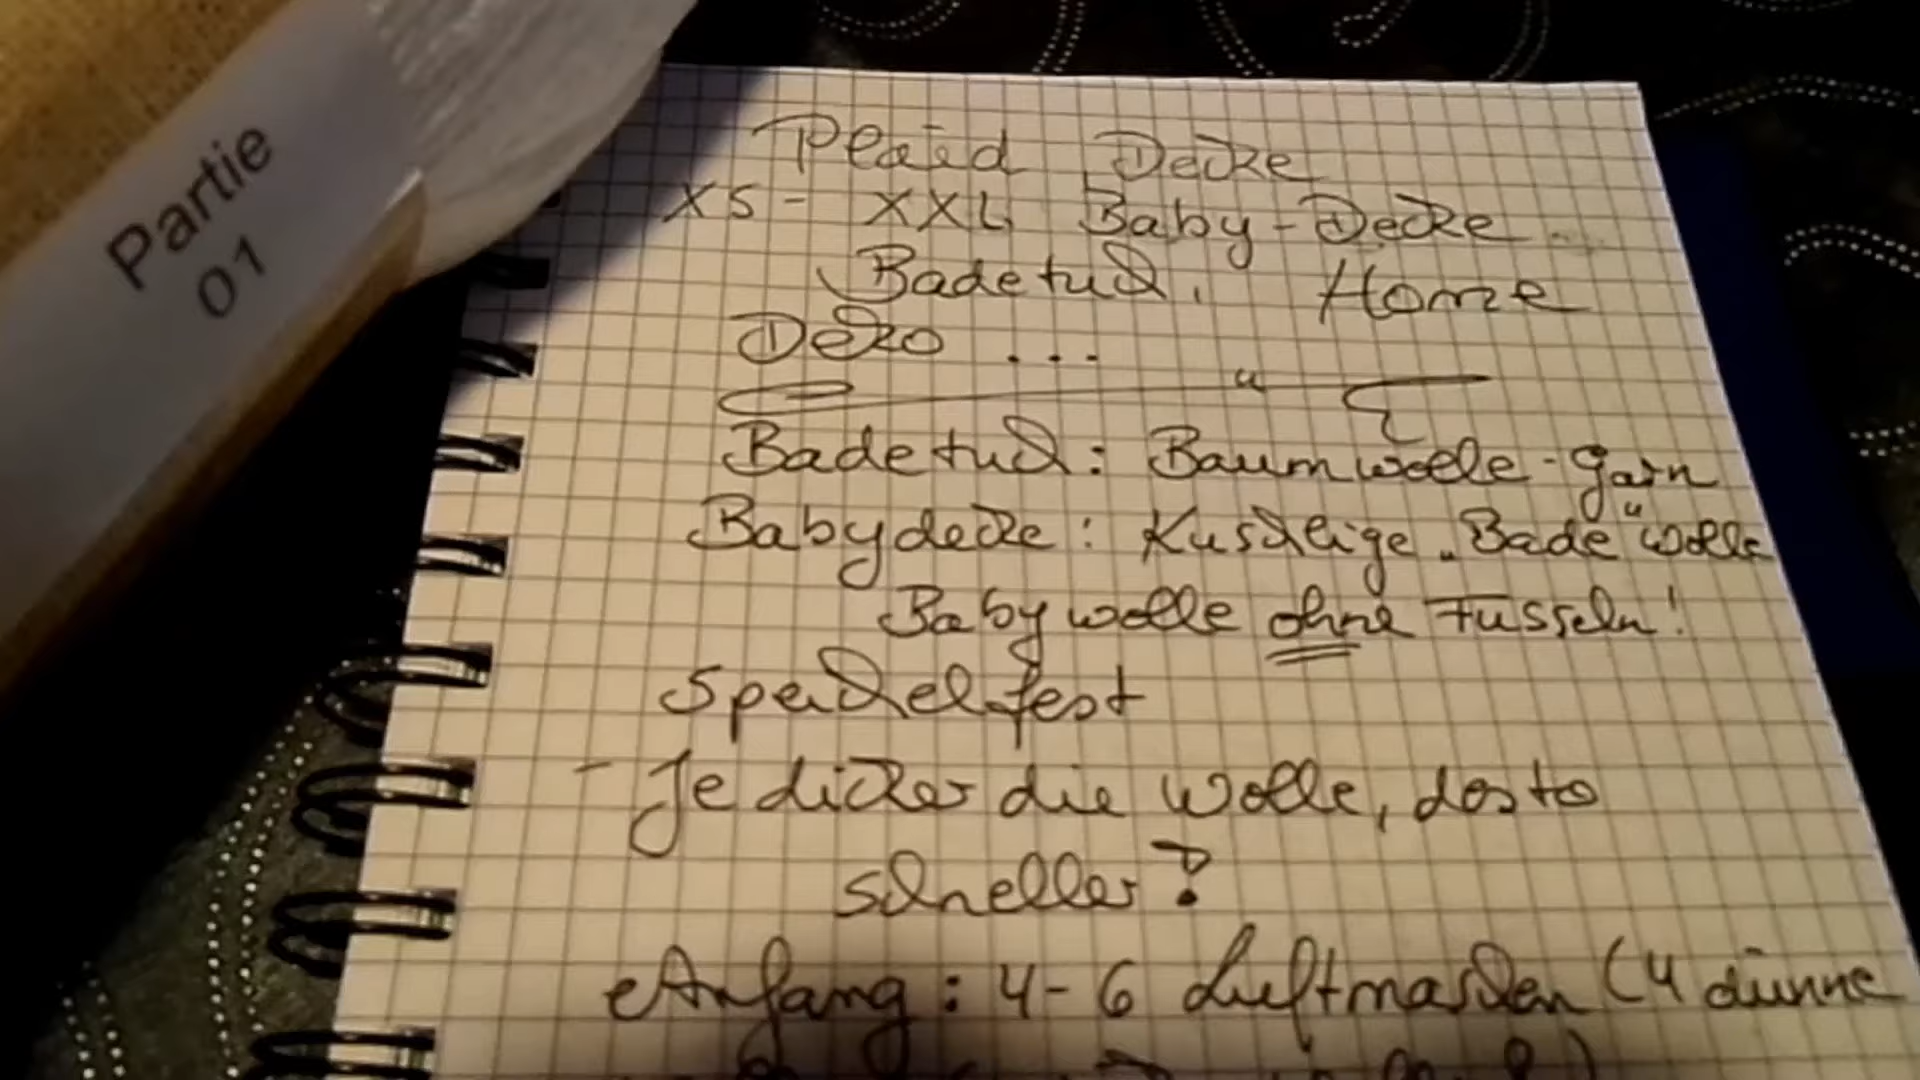 Partie
01
Plaid Decke
XS - XXL Baby-Decke
Badetuch, Home
Deko ...
"
Badetuch: Baumwolle-garn
Babydecke: Kuschelige „Bade“ wolle
Babywolle ohne Fusseln!
Speichelfest
- Je dicker die Wolle, desto
schneller?
Anfang: 4-6 Luftmaschen (4 dünne